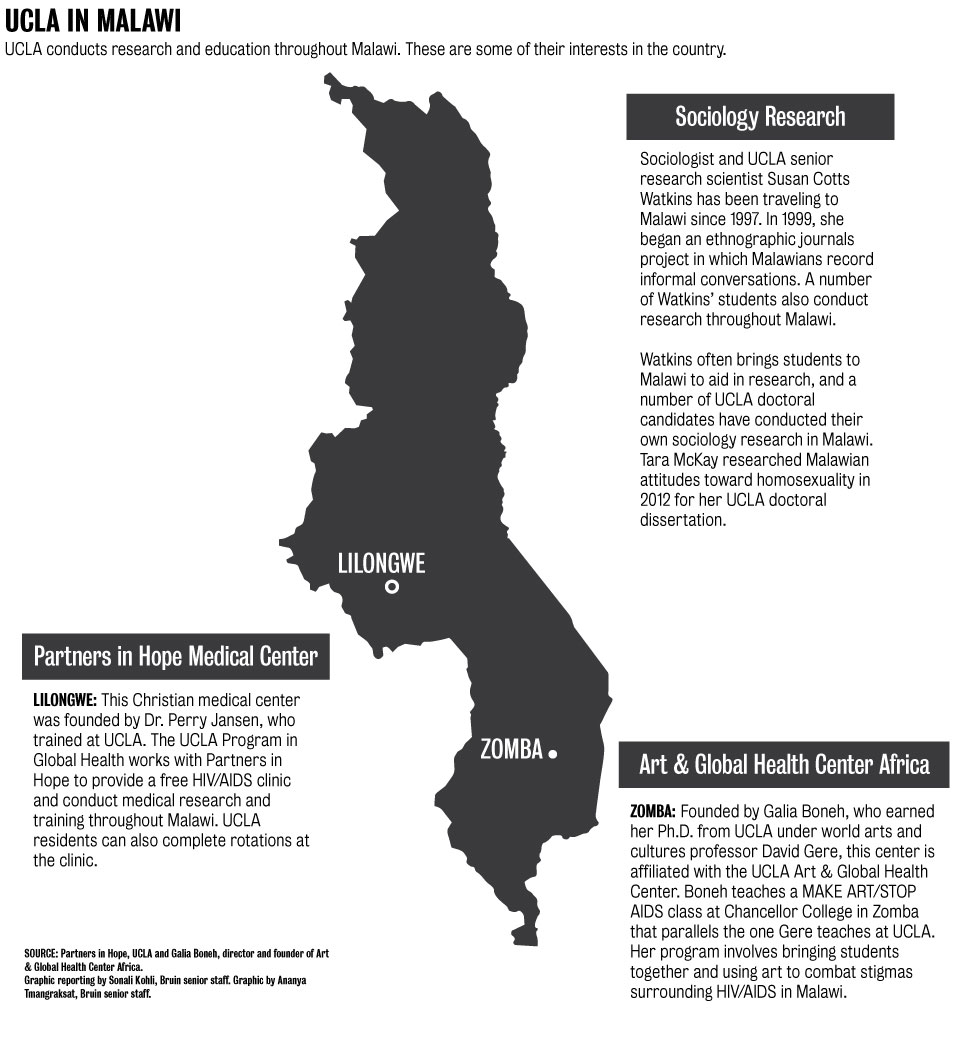 UCLA IN MALAWI
UCLA conducts research and education throughout Malawi. These are some of their interests in the country.
Sociology Research
Sociologist and UCLA senior
research scientist Susan Cotts
Watkins has been traveling to
Malawi since 1997. In 1999, she
began an ethnographic journals
project in which Malawians record
informal conversations. A number
of Watkins’ students also conduct
research throughout Malawi.
Watkins often brings students to
Malawi to aid in research, and a
number of UCLA doctoral
candidates have conducted their
own sociology research in Malawi.
Tara McKay researched Malawian
attitudes toward homosexuality in
2012 for her UCLA doctoral
dissertation.
LILONGWE
Partners in Hope Medical Center
LILONGWE: This Christian medical center
was founded by Dr. Perry Jansen, who
trained at UCLA. The UCLA Program in
Global Health works with Partners in
Hope to provide a free HIV/AIDS clinic
and conduct medical research and
training throughout Malawi. UCLA
residents can also complete rotations at
the clinic.
ZOMBA
Art & Global Health Center Africa
ZOMBA: Founded by Galia Boneh, who earned
her Ph.D. from UCLA under world arts and
cultures professor David Gere, this center is
affiliated with the UCLA Art & Global Health
Center. Boneh teaches a MAKE ART/STOP
AIDS class at Chancellor College in Zomba
that parallels the one Gere teaches at UCLA.
Her program involves bringing students
together and using art to combat stigmas
surrounding HIV/AIDS in Malawi.
SOURCE: Partners in Hope, UCLA and Galia Boneh, director and founder of Art
& Global Health Center Africa.
Graphic reporting by Sonali Kohli, Bruin senior staff. Graphic by Ananya
Tmangraksat, Bruin senior staff.